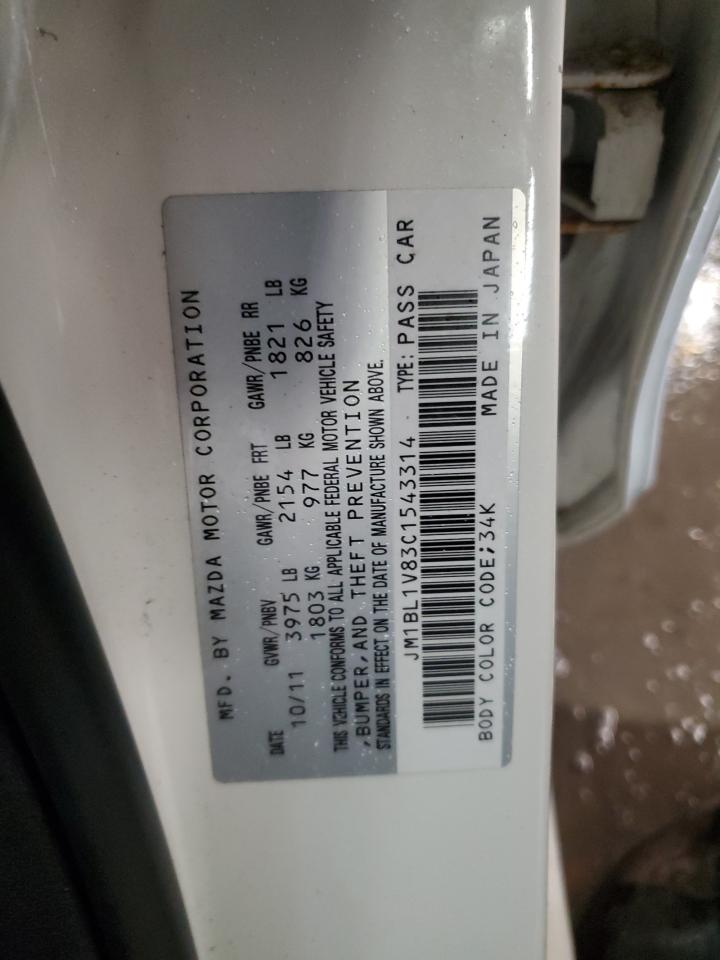 MFD. BY MAZDA MOTOR CORPORATION
DATE GVWR/PNBV GAWR/PNBE FRT GAWR/PNBE RR
10/11 3975 LB 2154 LB 1821 LB
1803 KG 977 KG 826 KG
THIS VEHICLE CONFORMS TO ALL APPLICABLE FEDERAL MOTOR VEHICLE SAFETY
,BUMPER,AND THEFT PREVENTION
STANDARDS IN EFFECT ON THE DATE OF MANUFACTURE SHOWN ABOVE.
JM1BL1V83C1543314 TYPE:PASS CAR
BODY COLOR CODE;34K MADE IN JAPAN